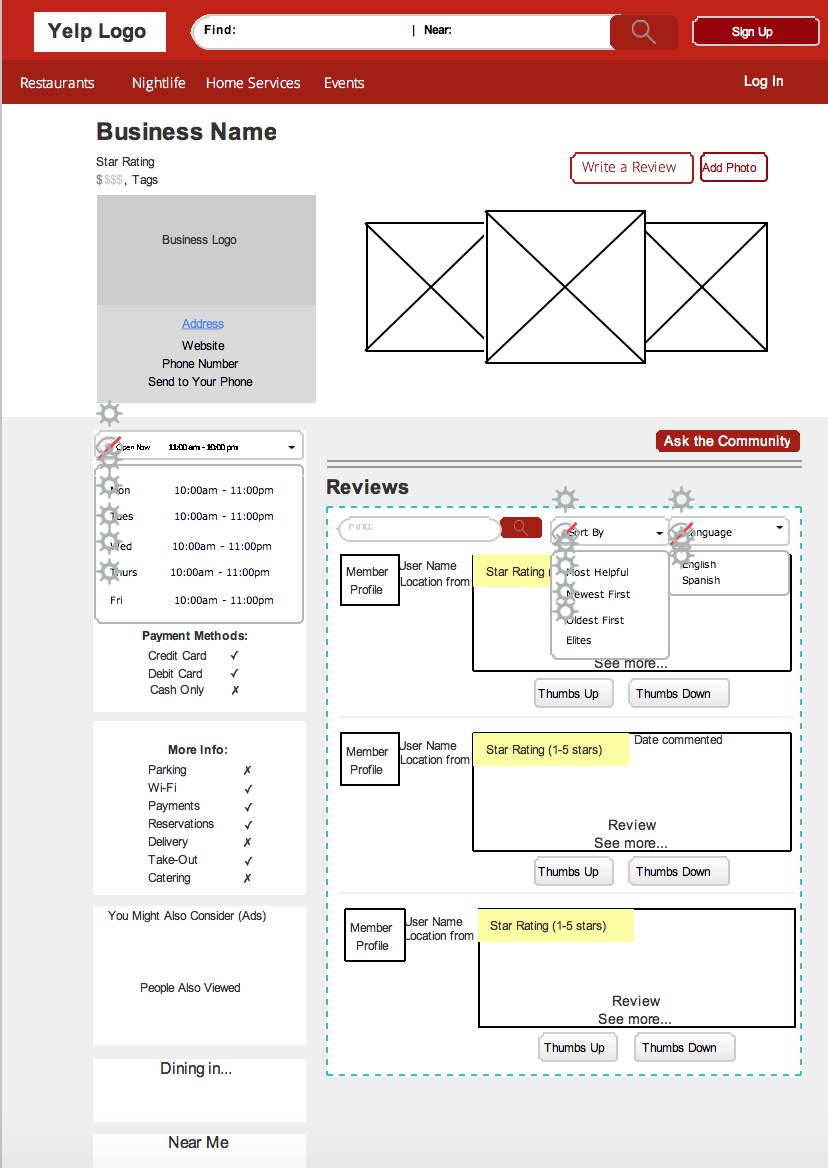 Yelp Logo
Find:
| Near:
Sign Up
Restaurants
Nightlife
Home Services
Events
Log In
Business Name
Star Rating
$$$$, Tags
Write a Review
Add Photo
Business Logo
Address
Website
Phone Number
Send to Your Phone
Open Now 11:00 am - 10:00 pm
Mon 10:00am - 11:00pm
Tues 10:00am - 11:00pm
Wed 10:00am - 11:00pm
Thurs 10:00am - 11:00pm
Fri 10:00am - 11:00pm
Payment Methods:
Credit Card ✓
Debit Card ✓
Cash Only ✗
More Info:
Parking ✗
Wi-Fi ✓
Payments ✓
Reservations ✓
Delivery ✗
Take-Out ✓
Catering ✗
You Might Also Consider (Ads)
People Also Viewed
Dining in...
Near Me
Ask the Community
Reviews
Find:
Sort By
Language
Most Helpful
Newest First
Oldest First
Elites
English
Spanish
Member
Profile
User Name
Location from
Star Rating (
See more...
Thumbs Up
Thumbs Down
Member
Profile
User Name
Location from
Star Rating (1-5 stars)
Date commented
Review
See more...
Thumbs Up
Thumbs Down
Member
Profile
User Name
Location from
Star Rating (1-5 stars)
Review
See more...
Thumbs Up
Thumbs Down